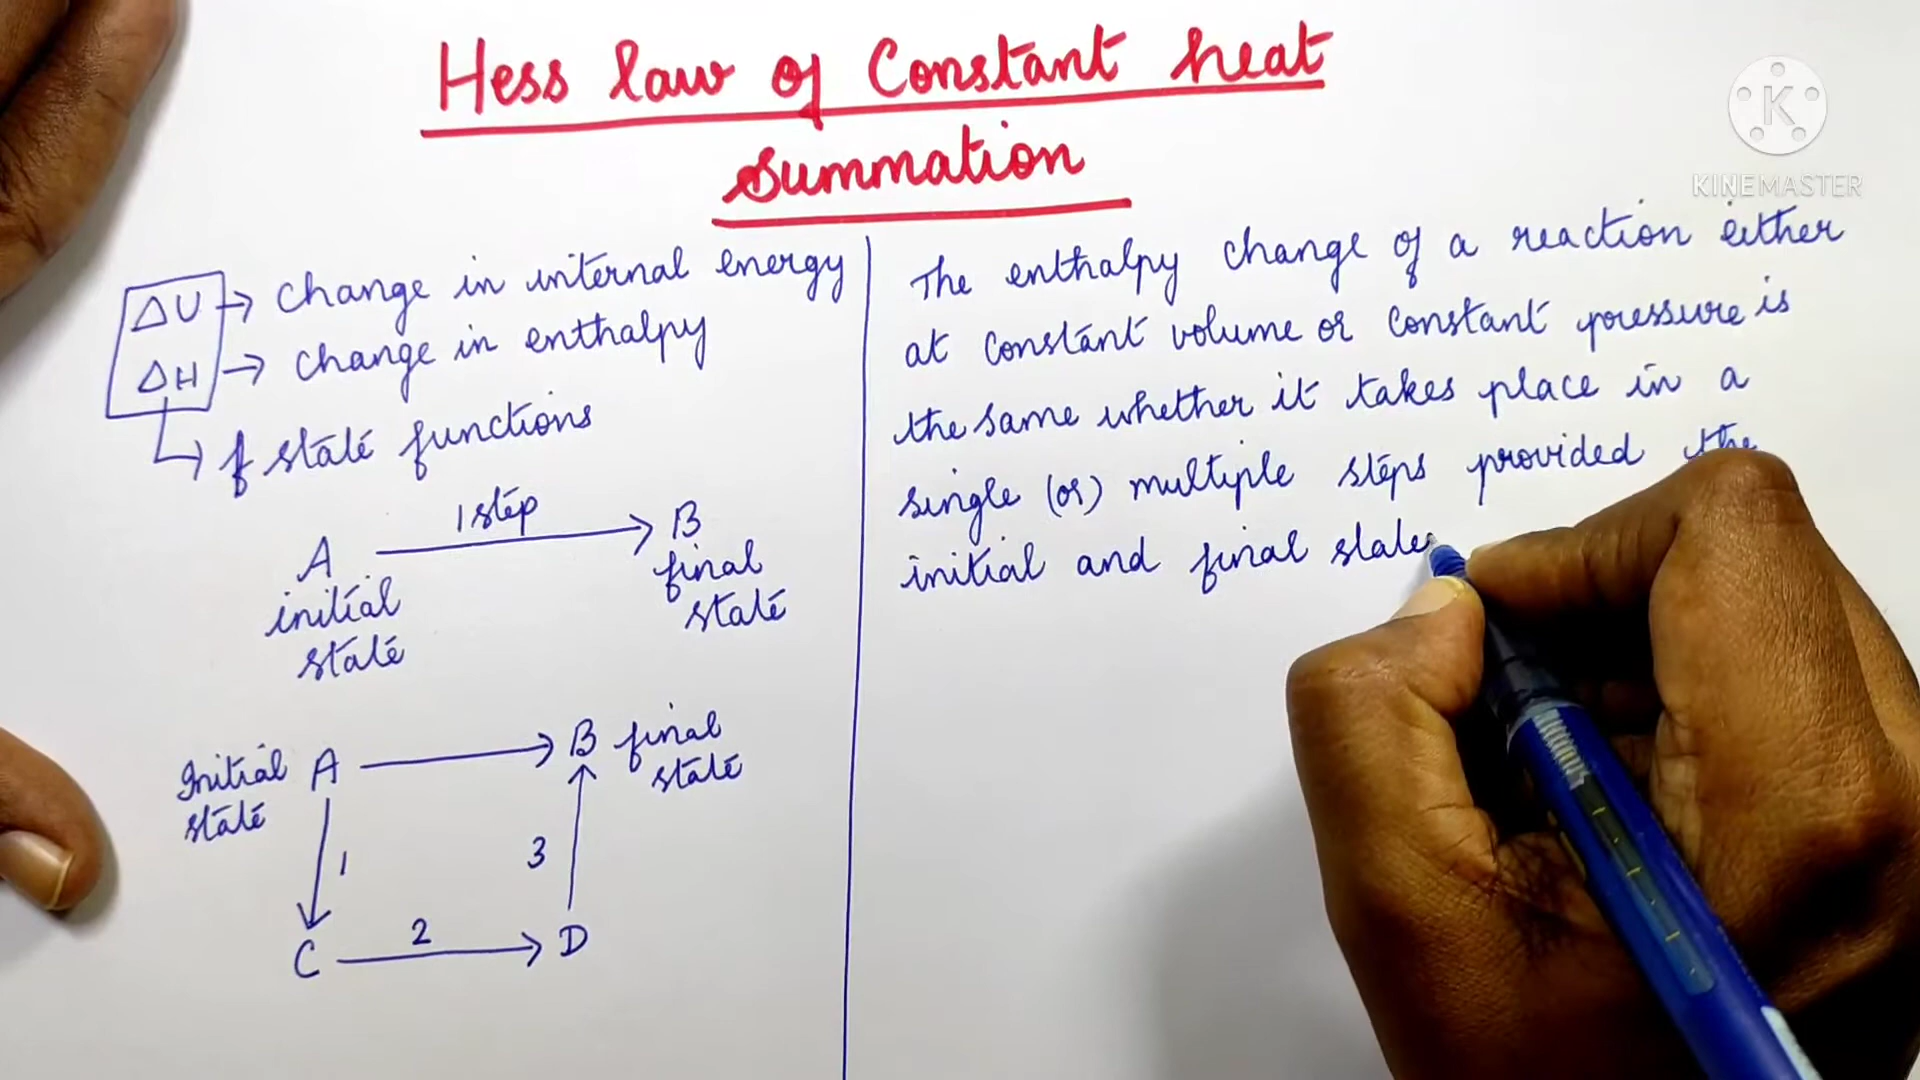 Hess law of Constant heat
summation
K
KINEMASTER
ΔU → change in internal energy
ΔH → change in enthalpy
↳ f state functions
1 step
A → B
initial
state
final
state
Initial
state
A → B
final
state
1
3
C 2 → D
The enthalpy change of a reaction either
at constant volume or constant pressure is
the same whether it takes place in a
single (or) multiple steps provided the
initial and final states